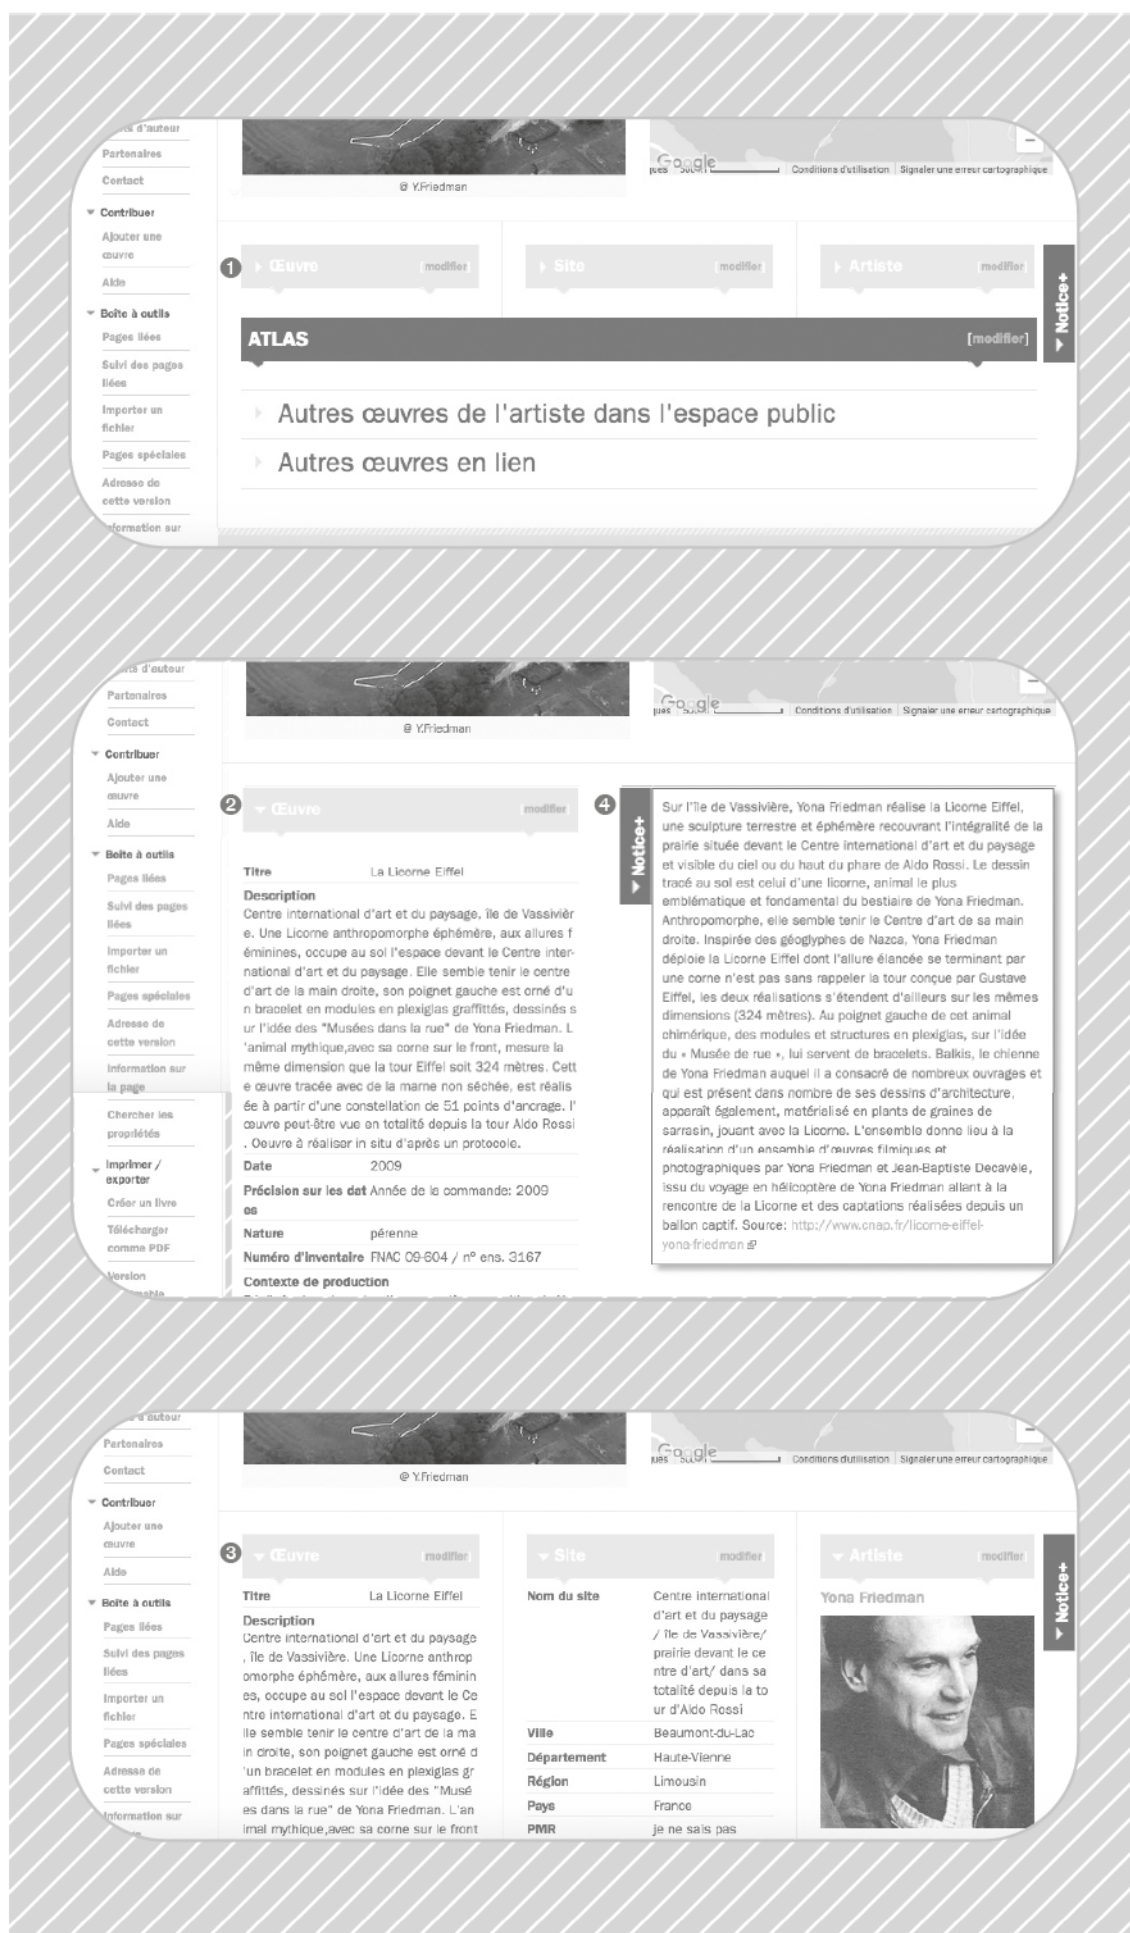 d'auteur
Partenaires
Contact
Contribuer
Ajouter une
œuvre
Aide
Boîte à outils
Pages liées
Suivi des pages
liées
Importer un
fichier
Pages spéciales
Adresse de
cette version
Information sur
@ Y.Friedman
Google
Conditions d'utilisation
Signaler une erreur cartographique
1
Œuvre
[modifier]
Site
[modifier]
Artiste
[modifier]
Notice+
ATLAS
[modifier]
Autres œuvres de l'artiste dans l'espace public
Autres œuvres en lien
d'auteur
Partenaires
Contact
Contribuer
Ajouter une
œuvre
Aide
Boîte à outils
Pages liées
Suivi des pages
liées
Importer un
fichier
Pages spéciales
Adresse de
cette version
Information sur
la page
Chercher les
propriétés
Imprimer /
exporter
Créer un livre
Télécharger
comme PDF
Version
@ Y.Friedman
Google
Conditions d'utilisation
Signaler une erreur cartographique
2
Œuvre
[modifier]
Titre La Licorne Eiffel
Description
Centre international d'art et du paysage, île de Vassivièr
e. Une Licorne anthropomorphe éphémère, aux allures f
éminines, occupe au sol l'espace devant le Centre inter-
national d'art et du paysage. Elle semble tenir le centre
d'art de la main droite, son poignet gauche est orné d'u
n bracelet en modules en plexiglas graffittés, dessinés s
ur l'idée des "Musées dans la rue" de Yona Friedman. L
'animal mythique,avec sa corne sur le front, mesure la
même dimension que la tour Eiffel soit 324 mètres. Cett
e œuvre tracée avec de la marne non séchée, est réalis
ée à partir d'une constellation de 51 points d'ancrage. l'
œuvre peut-être vue en totalité depuis la tour Aldo Rossi
. Oeuvre à réaliser in situ d'après un protocole.
Date 2009
Précision sur les dat Année de la commande: 2009
es
Nature pérenne
Numéro d'inventaire FNAC 09-604 / n° ens. 3167
Contexte de production
4
Notice+
Sur l'île de Vassivière, Yona Friedman réalise la Licorne Eiffel,
une sculpture terrestre et éphémère recouvrant l'intégralité de la
prairie située devant le Centre international d'art et du paysage
et visible du ciel ou du haut du phare de Aldo Rossi. Le dessin
tracé au sol est celui d'une licorne, animal le plus
emblématique et fondamental du bestiaire de Yona Friedman.
Anthropomorphe, elle semble tenir le Centre d'art de sa main
droite. Inspirée des géoglyphes de Nazca, Yona Friedman
déploie la Licorne Eiffel dont l'allure élancée se terminant par
une corne n'est pas sans rappeler la tour conçue par Gustave
Eiffel, les deux réalisations s'étendent d'ailleurs sur les mêmes
dimensions (324 mètres). Au poignet gauche de cet animal
chimérique, des modules et structures en plexiglas, sur l'idée
du « Musée de rue », lui servent de bracelets. Balkis, le chienne
de Yona Friedman auquel il a consacré de nombreux ouvrages et
qui est présent dans nombre de ses dessins d'architecture,
apparaît également, matérialisé en plants de graines de
sarrasin, jouant avec la Licorne. L'ensemble donne lieu à la
réalisation d'un ensemble d'œuvres filmiques et
photographiques par Yona Friedman et Jean-Baptiste Decavèle,
issu du voyage en hélicoptère de Yona Friedman allant à la
rencontre de la Licorne et des captations réalisées depuis un
ballon captif. Source: http://www.cnap.fr/licorne-eiffel-
yona-friedman
d'auteur
Partenaires
Contact
Contribuer
Ajouter une
œuvre
Aide
Boîte à outils
Pages liées
Suivi des pages
liées
Importer un
fichier
Pages spéciales
Adresse de
cette version
Information sur
@ Y.Friedman
Google
Conditions d'utilisation
Signaler une erreur cartographique
3
Œuvre
[modifier]
Titre La Licorne Eiffel
Description
Centre international d'art et du paysage
, île de Vassivière. Une Licorne anthrop
omorphe éphémère, aux allures féminin
es, occupe au sol l'espace devant le Ce
ntre international d'art et du paysage. E
lle semble tenir le centre d'art de la ma
in droite, son poignet gauche est orné d
'un bracelet en modules en plexiglas gr
affittés, dessinés sur l'idée des "Musé
es dans la rue" de Yona Friedman. L'an
imal mythique,avec sa corne sur le front
Site
[modifier]
Nom du site Centre international
d'art et du paysage
/ île de Vassivière/
prairie devant le ce
ntre d'art/ dans sa
totalité depuis la to
ur d'Aldo Rossi
Ville Beaumont-du-Lac
Département Haute-Vienne
Région Limousin
Pays France
PMR je ne sais pas
Artiste
[modifier]
Yona Friedman
Notice+